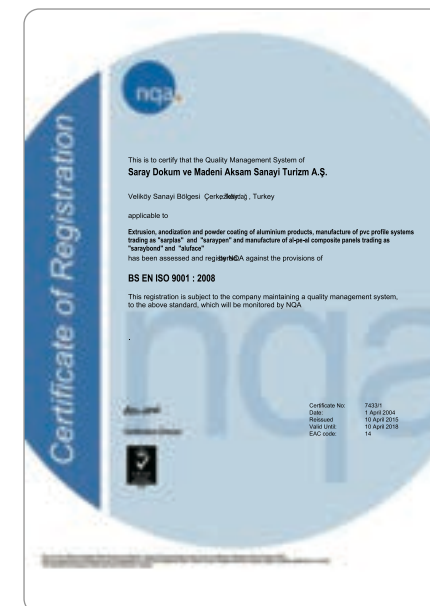 nqa.
Certificate of Registration
This is to certify that the Quality Management System of
Saray Dokum ve Madeni Aksam Sanayi Turizm A.Ş.
Veliköy Sanayi Bölgesi Çerkezköy, Turkey
applicable to
Extrusion, anodization and powder coating of aluminium products, manufacture of pvc profile systems
trading as "sarplas" and "saraypen" and manufacture of al-pe-al composite panels trading as
"saraybond" and "aluface"
has been assessed and registered NQA against the provisions of
BS EN ISO 9001 : 2008
This registration is subject to the company maintaining a quality management system,
to the above standard, which will be monitored by NQA
.
nqa
Certificate No: 7433/1
Date: 1 April 2004
Reissued 10 April 2015
Valid Until 10 April 2018
EAC code: 14